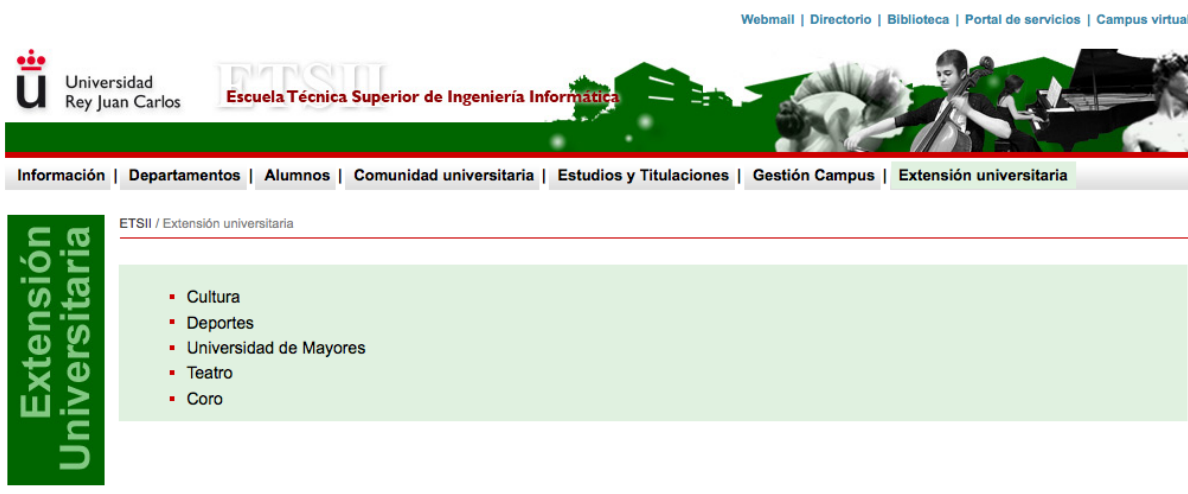 Webmail | Directorio | Biblioteca | Portal de servicios | Campus virtual
Universidad
Rey Juan Carlos
ETSII
Escuela Técnica Superior de Ingeniería Informática
Información | Departamentos | Alumnos | Comunidad universitaria | Estudios y Titulaciones | Gestión Campus | Extensión universitaria
Extensión
Universitaria
ETSII / Extensión universitaria
Cultura
Deportes
Universidad de Mayores
Teatro
Coro